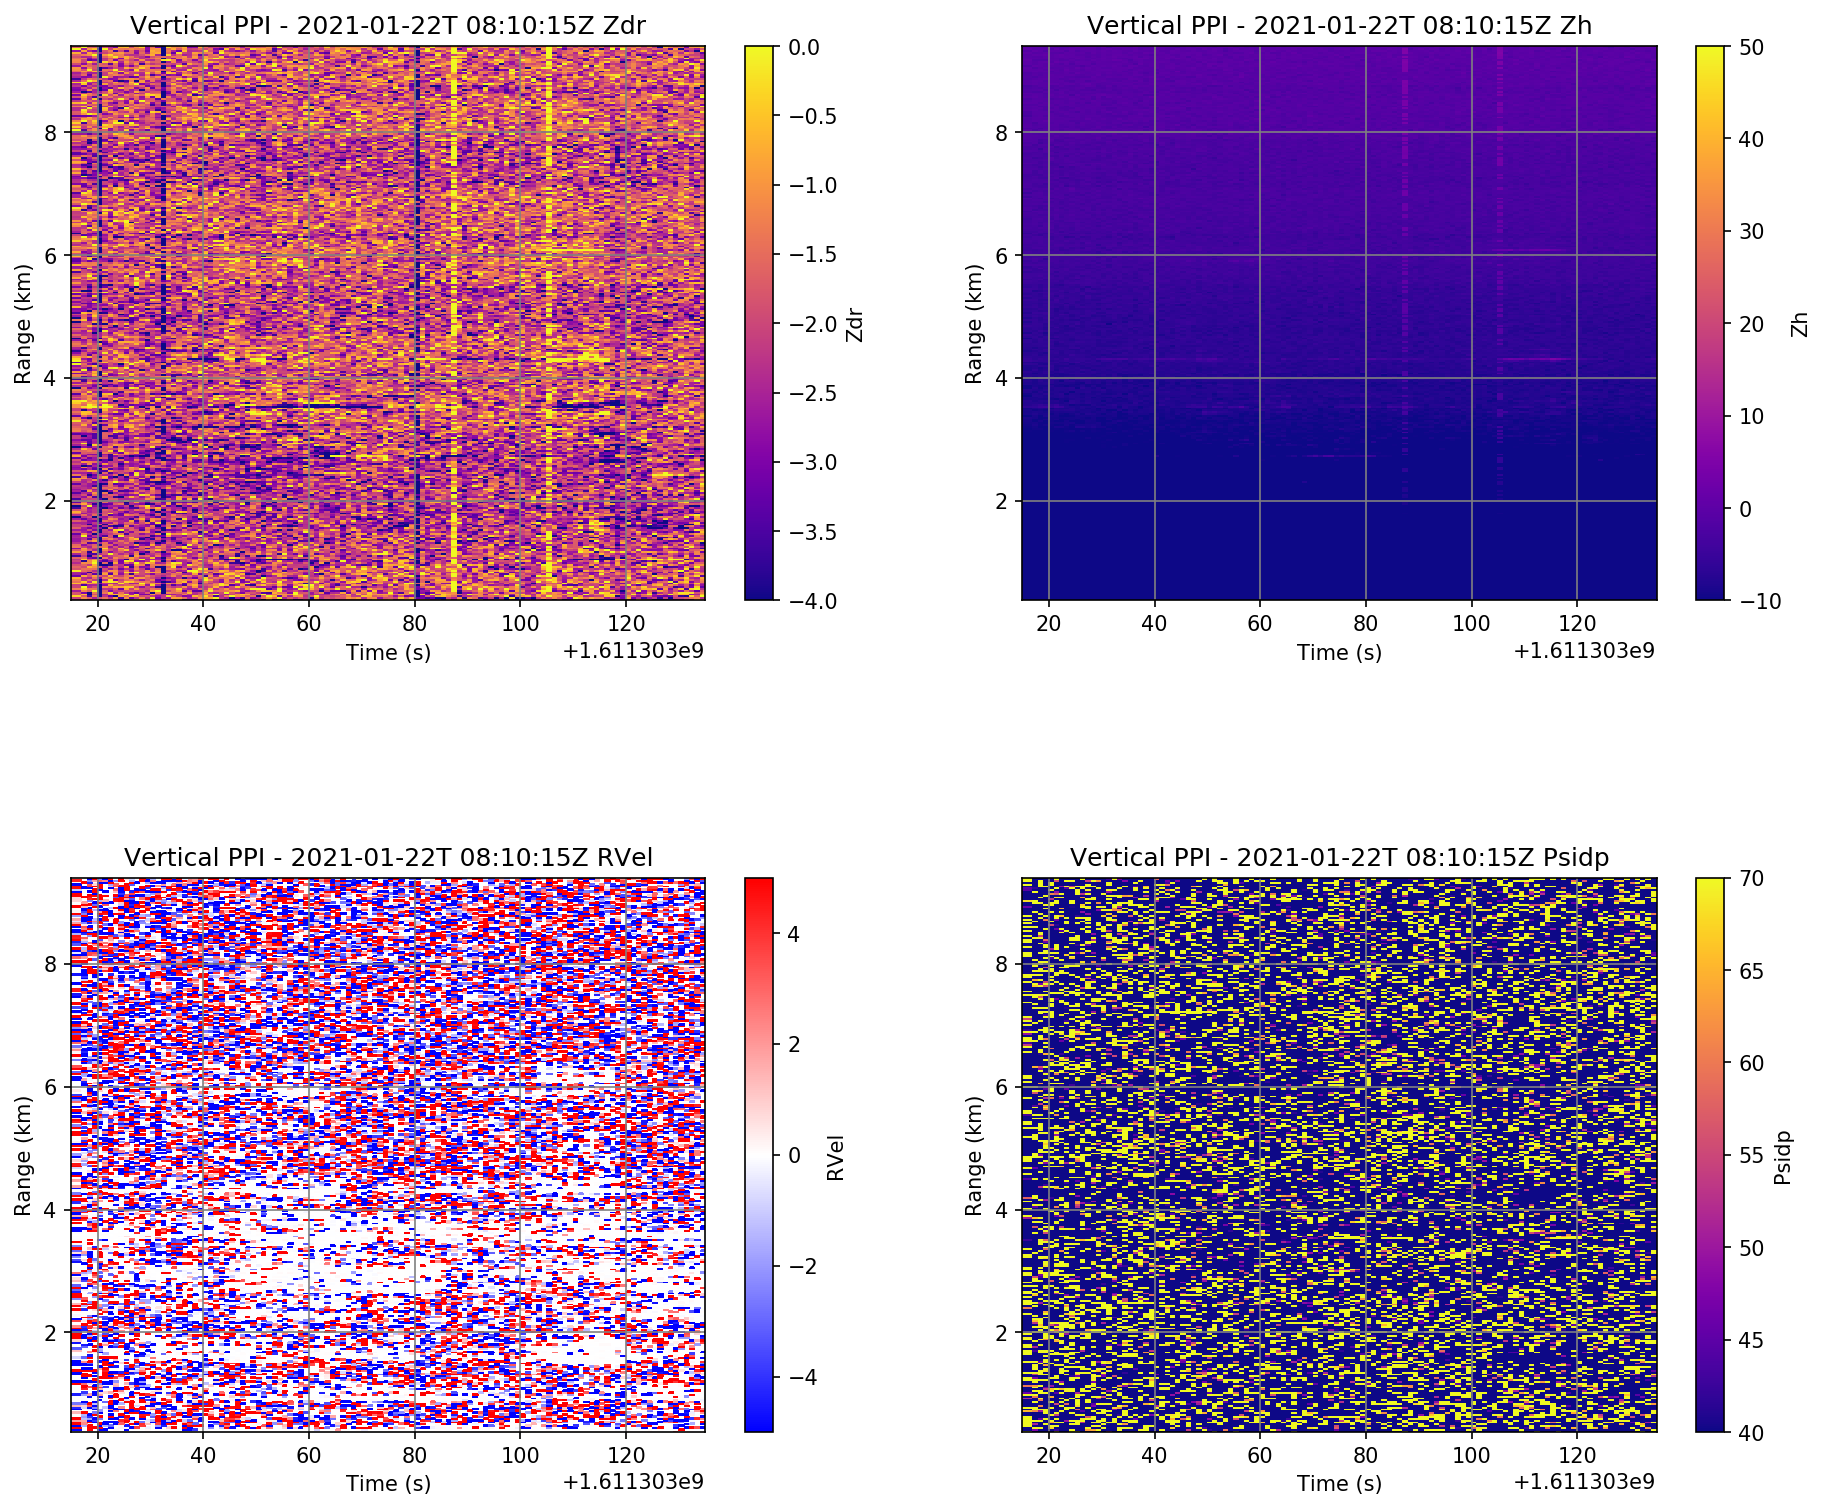 Vertical PPI - 2021-01-22T 08:10:15Z Zdr
8
6
4
2
Range (km)
20 40 60 80 100 120
Time (s)
+1.611303e9
0.0
−0.5
−1.0
−1.5
−2.0
−2.5
−3.0
−3.5
−4.0
Zdr
Vertical PPI - 2021-01-22T 08:10:15Z Zh
8
6
4
2
Range (km)
20 40 60 80 100 120
Time (s)
+1.611303e9
50
40
30
20
10
0
−10
Zh
Vertical PPI - 2021-01-22T 08:10:15Z RVel
8
6
4
2
Range (km)
20 40 60 80 100 120
Time (s)
+1.611303e9
4
2
0
−2
−4
RVel
Vertical PPI - 2021-01-22T 08:10:15Z Psidp
8
6
4
2
Range (km)
20 40 60 80 100 120
Time (s)
+1.611303e9
70
65
60
55
50
45
40
Psidp